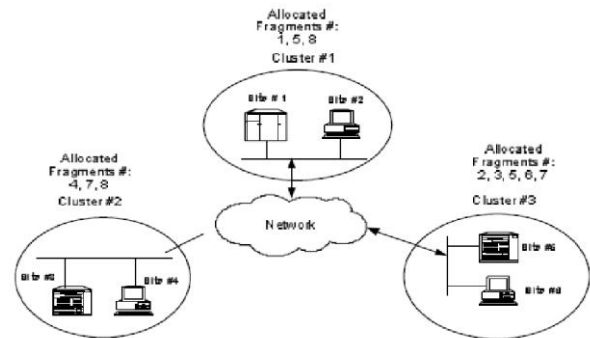 Allocated
Fragments #:
1, 5, 8
Cluster #1
Site # 1
Site #2
Allocated
Fragments #:
4, 7, 8
Cluster #2
Allocated
Fragments #:
2, 3, 5, 6, 7
Cluster #3
Network
Site #4